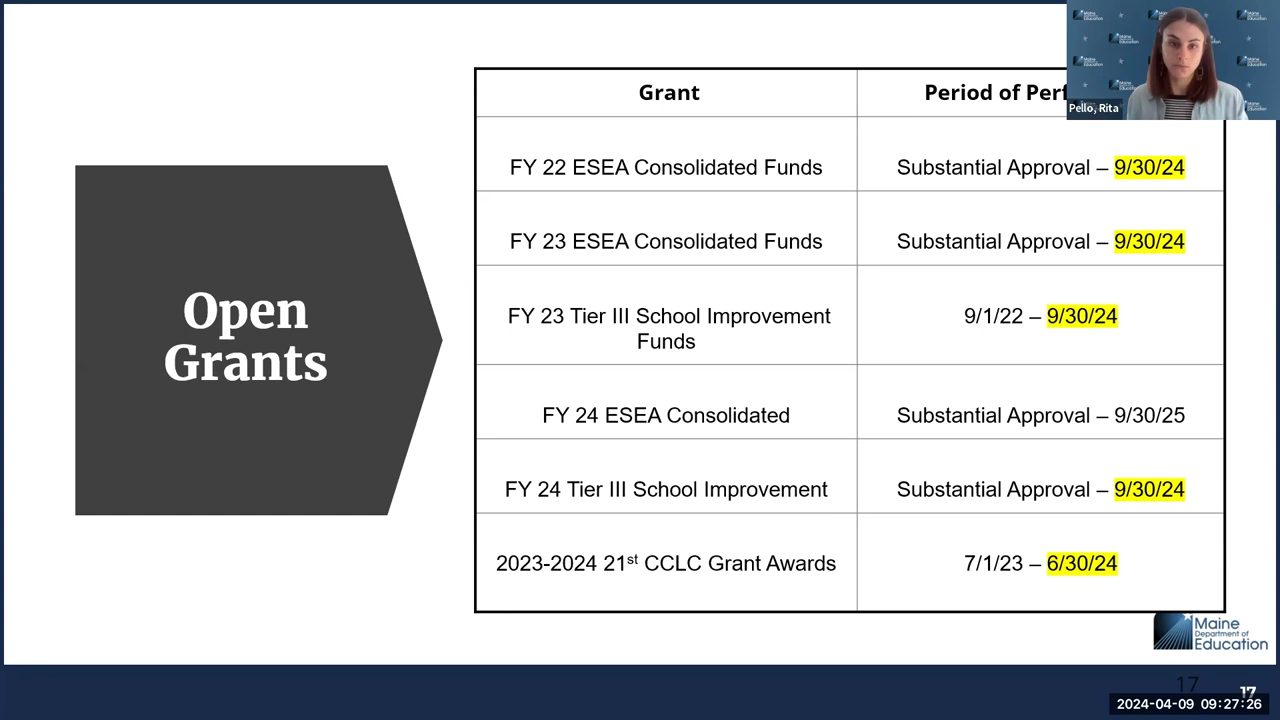 Grant
Period of
Pello, Rita
FY 22 ESEA Consolidated Funds
Substantial Approval – 9/30/24
FY 23 ESEA Consolidated Funds
Substantial Approval – 9/30/24
Open
Grants
FY 23 Tier III School Improvement
Funds
9/1/22 – 9/30/24
FY 24 ESEA Consolidated
Substantial Approval – 9/30/25
FY 24 Tier III School Improvement
Substantial Approval – 9/30/24
2023-2024 21st CCLC Grant Awards
7/1/23 – 6/30/24
Maine
Department of
Education
17
17
2024-04-09 09:27:26